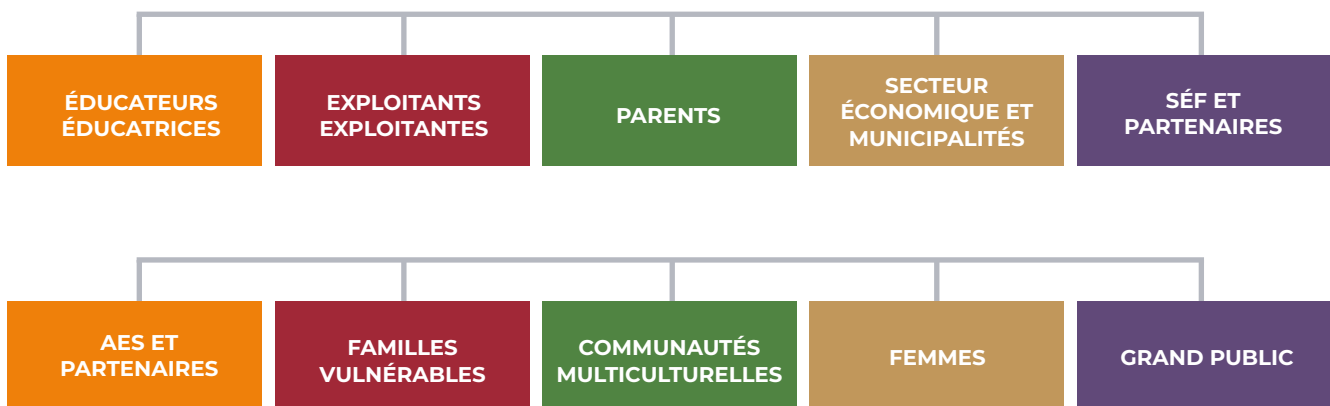 ÉDUCATEURS
ÉDUCATRICES
EXPLOITANTS
EXPLOITANTES
PARENTS
SECTEUR
ÉCONOMIQUE ET
MUNICIPALITÉS
SÉF ET
PARTENAIRES
AES ET
PARTENAIRES
FAMILLES
VULNÉRABLES
COMMUNAUTÉS
MULTICULTURELLES
FEMMES
GRAND PUBLIC